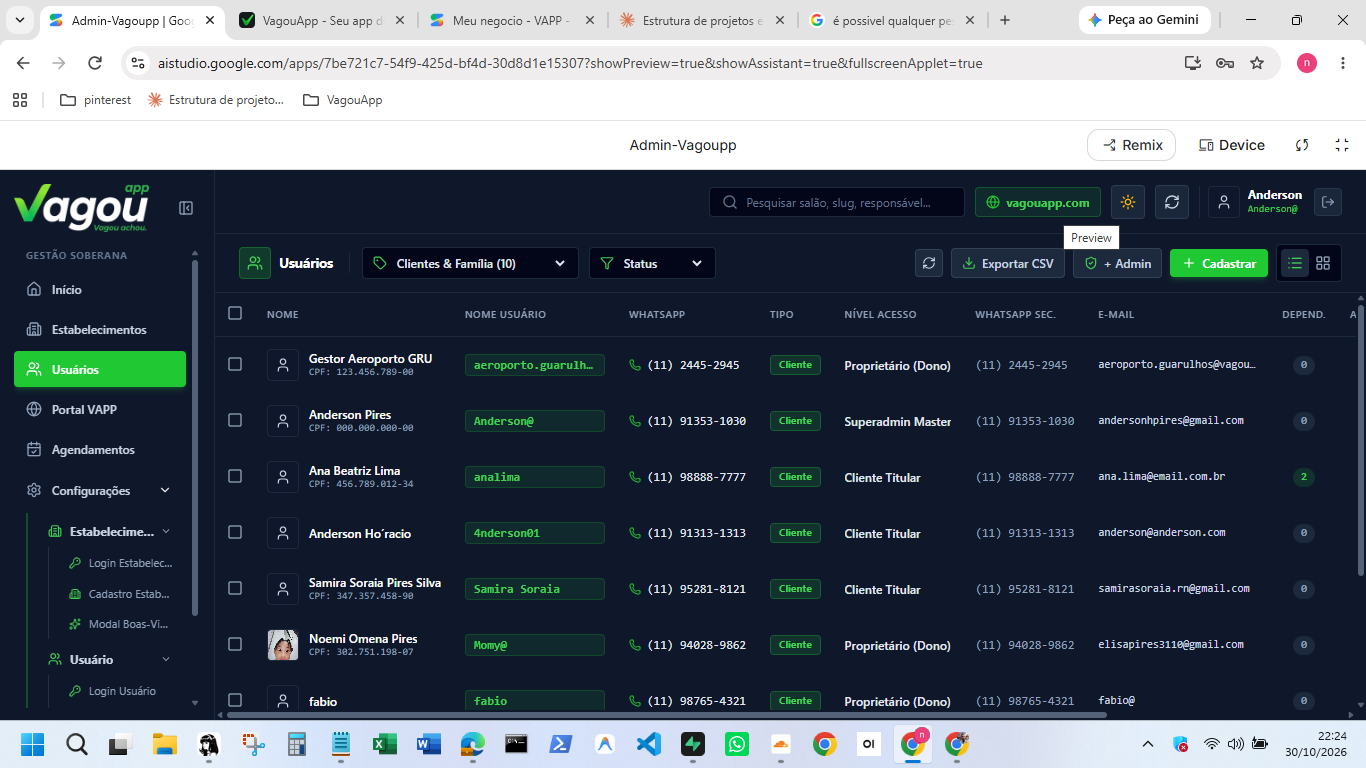 Admin-Vagoupp | Goo
VagouApp - Seu app d
Meu negocio - VAPP -
Estrutura de projetos e
é possivel qualquer pe
Peça ao Gemini
aistudio.google.com/apps/7be721c7-54f9-425d-bf4d-30d8d1e15307?showPreview=true&showAssistant=true&fullscreenApplet=true
n
pinterest
Estrutura de projeto...
VagouApp
Admin-Vagoupp
Remix
Device
Vagou app
Vagou achou.
Pesquisar salão, slug, responsável...
vagouapp.com
Anderson
Anderson@
Preview
GESTÃO SOBERANA
Início
Estabelecimentos
Usuários
Portal VAPP
Agendamentos
Configurações
Estabelecime...
Login Estabelec...
Cadastro Estab...
Modal Boas-Vi...
Usuário
Login Usuário
Usuários
Clientes & Família (10)
Status
Exportar CSV
+ Admin
+ Cadastrar
NOME NOME USUÁRIO WHATSAPP TIPO NÍVEL ACESSO WHATSAPP SEC. E-MAIL DEPEND. A
Gestor Aeroporto GRU aeroporto.guarulh… (11) 2445-2945 Cliente Proprietário (Dono) (11) 2445-2945 aeroporto.guarulhos@vagou… 0
CPF: 123.456.789-00
Anderson Pires Anderson@ (11) 91353-1030 Cliente Superadmin Master (11) 91353-1030 andersonhpires@gmail.com 0
CPF: 000.000.000-00
Ana Beatriz Lima analima (11) 98888-7777 Cliente Cliente Titular (11) 98888-7777 ana.lima@email.com.br 2
CPF: 456.789.012-34
Anderson Ho´racio 4nderson01 (11) 91313-1313 Cliente Cliente Titular (11) 91313-1313 anderson@anderson.com 0
Samira Soraia Pires Silva Samira Soraia (11) 95281-8121 Cliente Cliente Titular (11) 95281-8121 samirasoraia.rn@gmail.com 0
CPF: 347.357.458-90
Noemi Omena Pires Momy@ (11) 94028-9862 Cliente Proprietário (Dono) (11) 94028-9862 elisapires3110@gmail.com 0
CPF: 302.751.198-07
fabio fabio (11) 98765-4321 Cliente Proprietário (Dono) (11) 98765-4321 fabio@ 0
22:24
30/10/2026